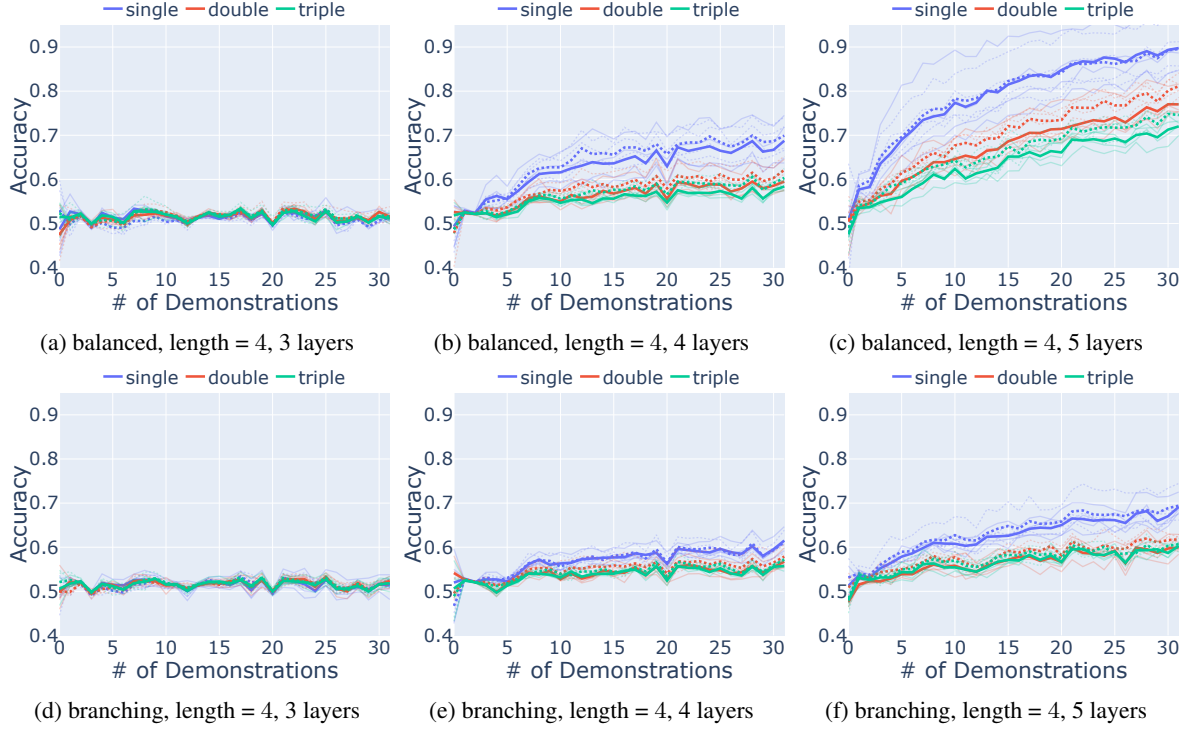 single double triple
single double triple
single double triple
0.9
0.8
0.7
0.6
0.5
0.4
Accuracy
0 5 10 15 20 25 30
# of Demonstrations
0.9
0.8
0.7
0.6
0.5
0.4
Accuracy
0 5 10 15 20 25 30
# of Demonstrations
0.9
0.8
0.7
0.6
0.5
0.4
Accuracy
0 5 10 15 20 25 30
# of Demonstrations
(a) balanced, length = 4, 3 layers
(b) balanced, length = 4, 4 layers
(c) balanced, length = 4, 5 layers
single double triple
single double triple
single double triple
0.9
0.8
0.7
0.6
0.5
0.4
Accuracy
0 5 10 15 20 25 30
# of Demonstrations
0.9
0.8
0.7
0.6
0.5
0.4
Accuracy
0 5 10 15 20 25 30
# of Demonstrations
0.9
0.8
0.7
0.6
0.5
0.4
Accuracy
0 5 10 15 20 25 30
# of Demonstrations
(d) branching, length = 4, 3 layers
(e) branching, length = 4, 4 layers
(f) branching, length = 4, 5 layers